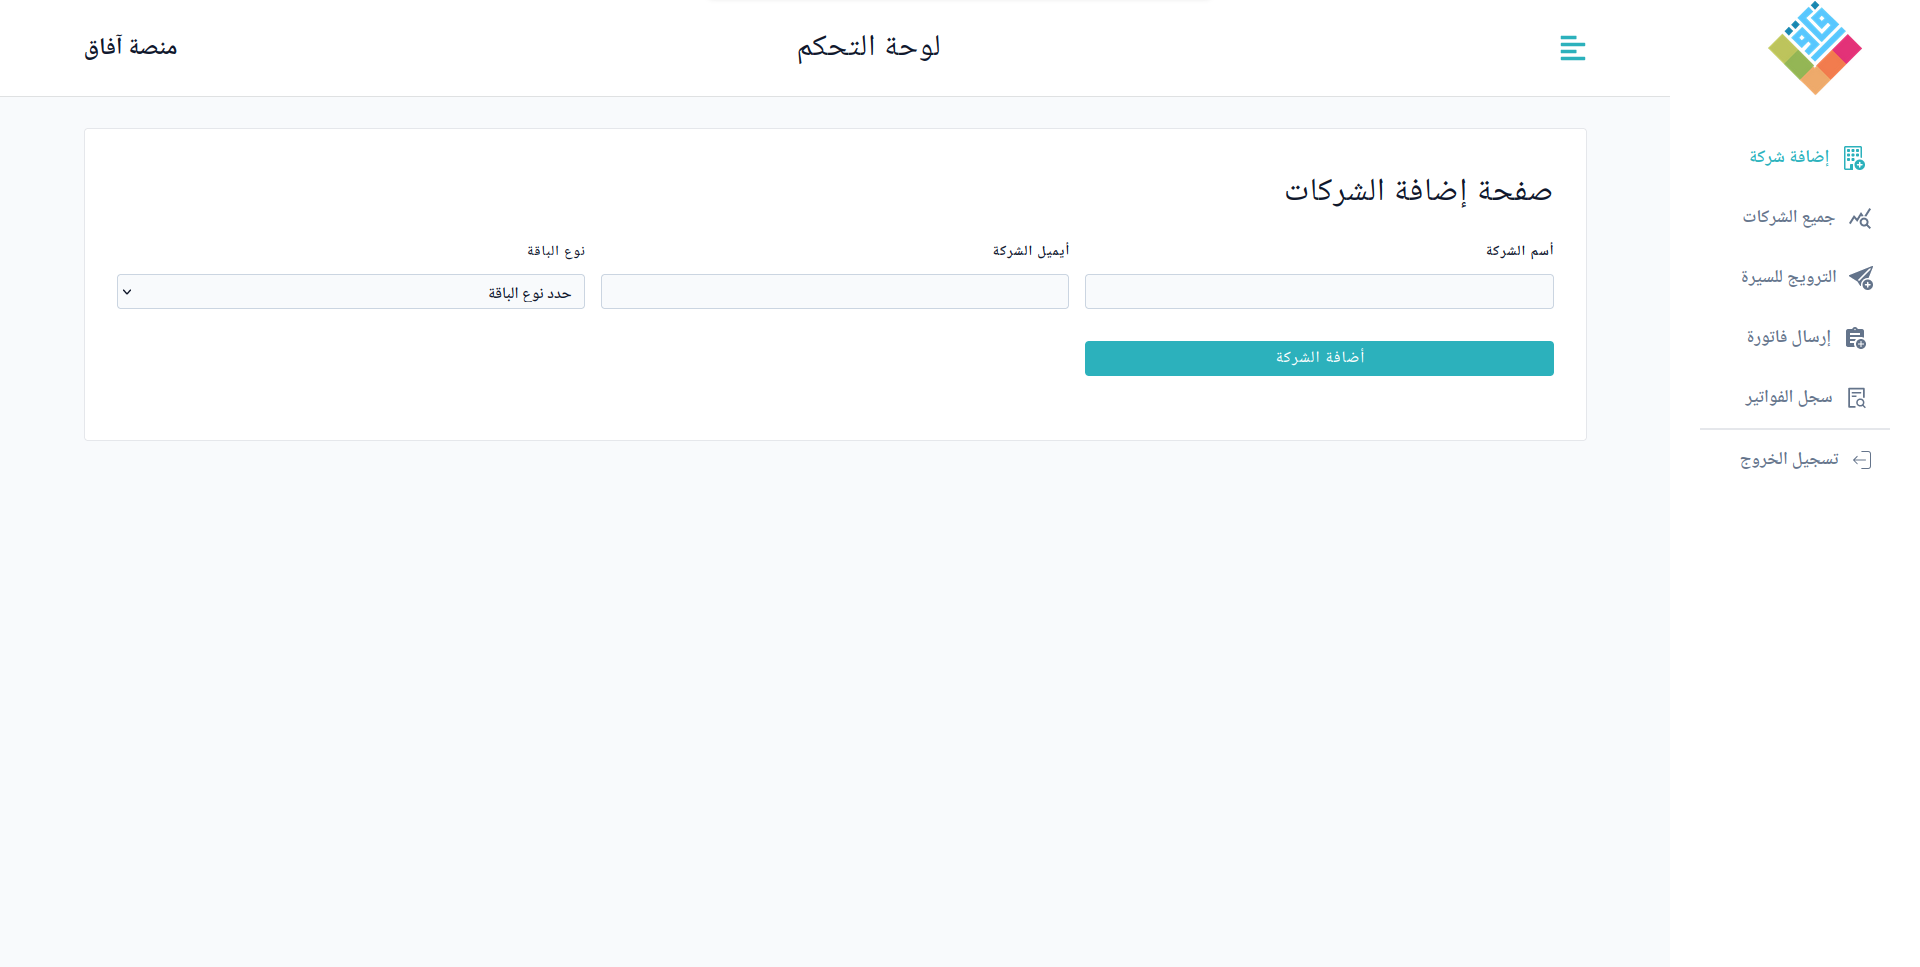 لوحة التحكم
منصة آفاق
إضافة شركة
جميع الشركات
الترويج للسيرة
إرسال فاتورة
سجل الفواتير
تسجيل الخروج
صفحة إضافة الشركات
أسم الشركة
أيميل الشركة
نوع الباقة
حدد نوع الباقة
أضافة الشركة